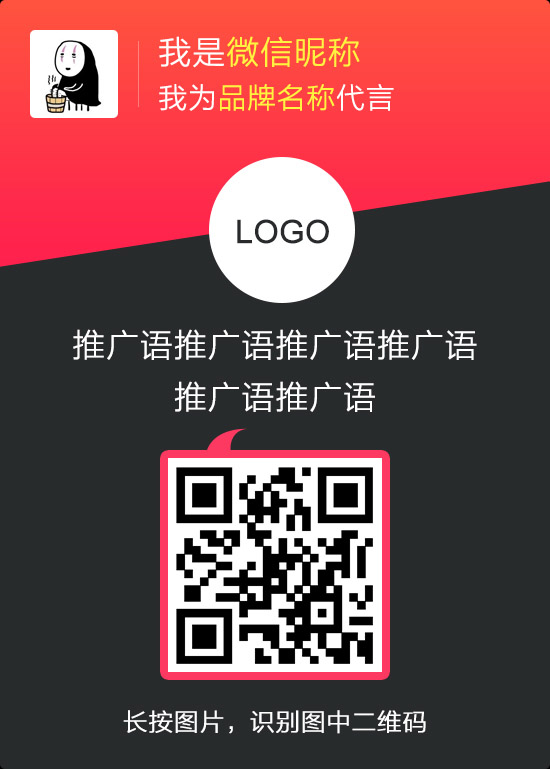 我是微信昵称
我为品牌名称代言
LOGO
推广语推广语推广语推广语
推广语推广语
长按图片，识别图中二维码